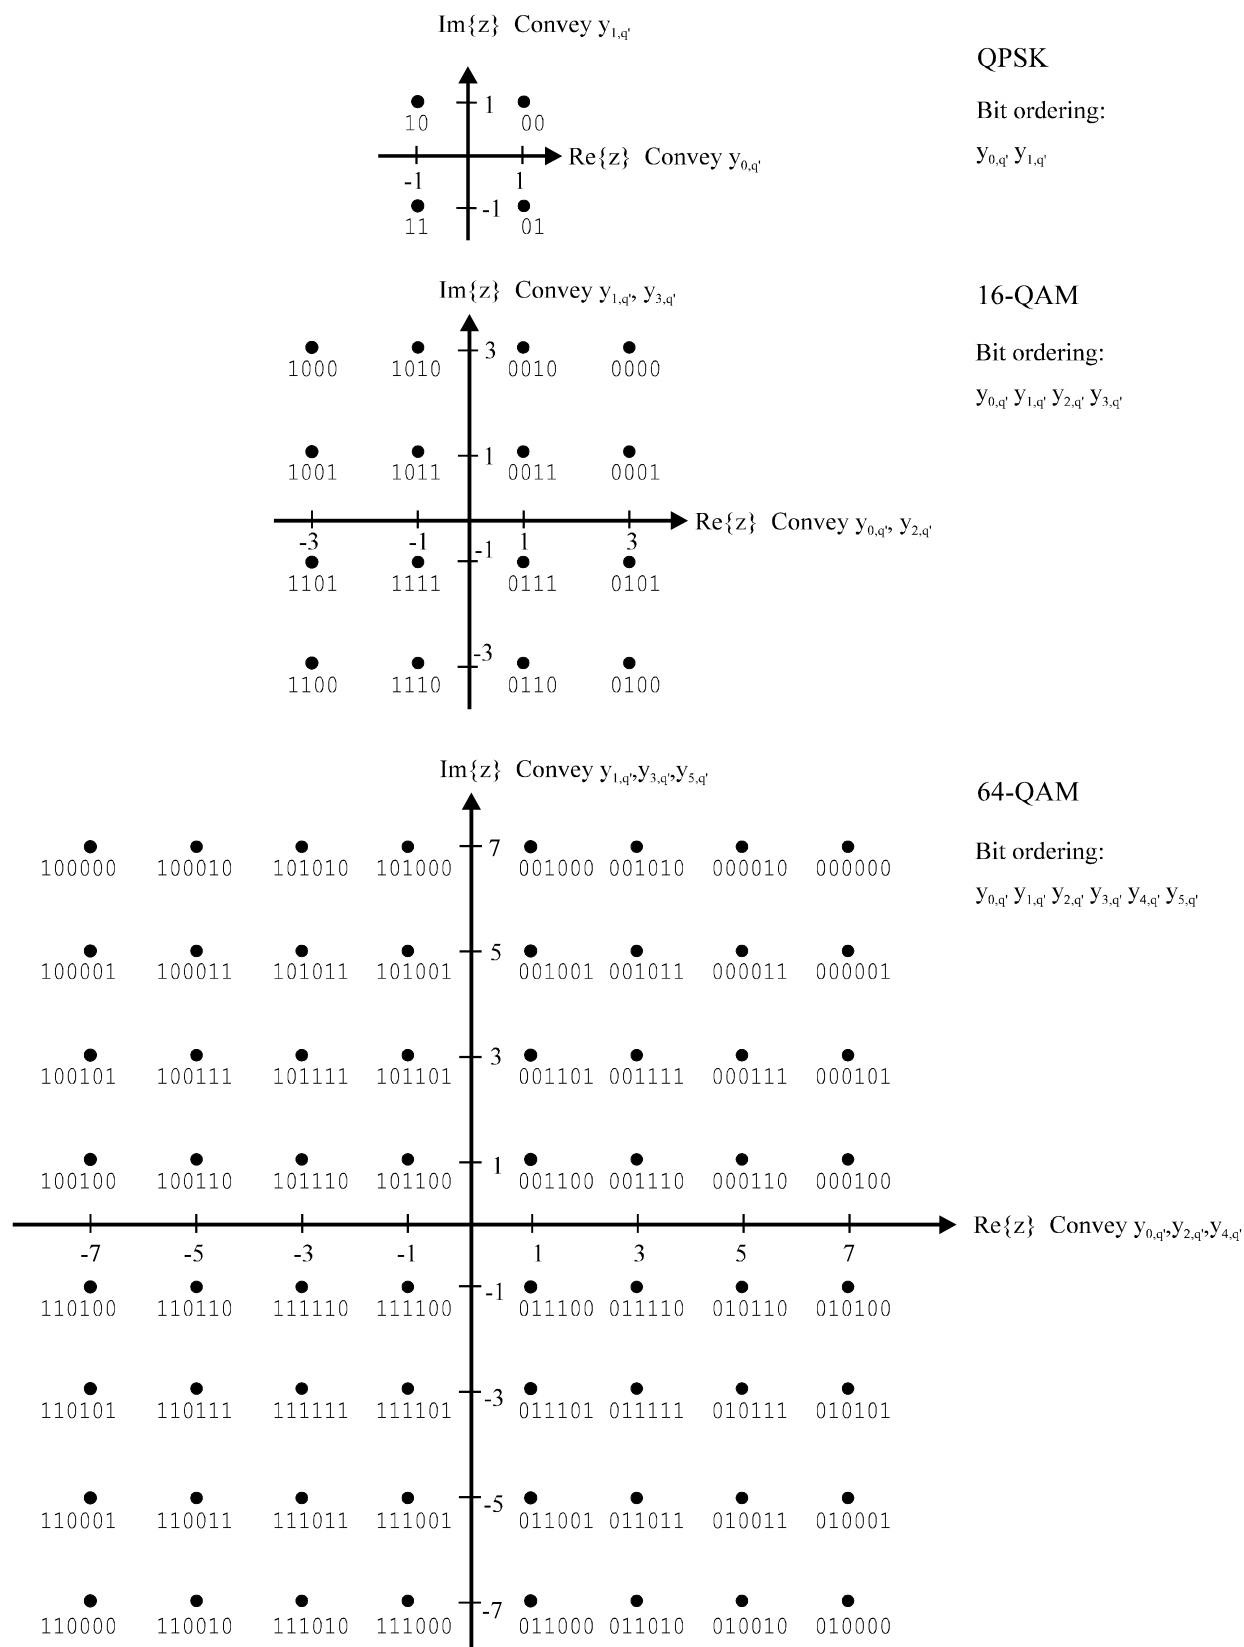 Im{z} Convey y1,q'
QPSK
Bit ordering:
y0,q' y1,q'
1
10 00
Re{z} Convey y0,q'
-1 1
-1
11 01
Im{z} Convey y1,q', y3,q'
16-QAM
Bit ordering:
y0,q' y1,q' y2,q' y3,q'
3
1000 1010 0010 0000
1
1001 1011 0011 0001
Re{z} Convey y0,q', y2,q'
-3 -1 1 3
-1
1101 1111 0111 0101
-3
1100 1110 0110 0100
Im{z} Convey y1,q',y3,q',y5,q'
64-QAM
Bit ordering:
y0,q' y1,q' y2,q' y3,q' y4,q' y5,q'
7
100000 100010 101010 101000 001000 001010 000010 000000
5
100001 100011 101011 101001 001001 001011 000011 000001
3
100101 100111 101111 101101 001101 001111 000111 000101
1
100100 100110 101110 101100 001100 001110 000110 000100
Re{z} Convey y0,q',y2,q',y4,q'
-7 -5 -3 -1 1 3 5 7
-1
110100 110110 111110 111100 011100 011110 010110 010100
-3
110101 110111 111111 111101 011101 011111 010111 010101
-5
110001 110011 111011 111001 011001 011011 010011 010001
-7
110000 110010 111010 111000 011000 011010 010010 010000